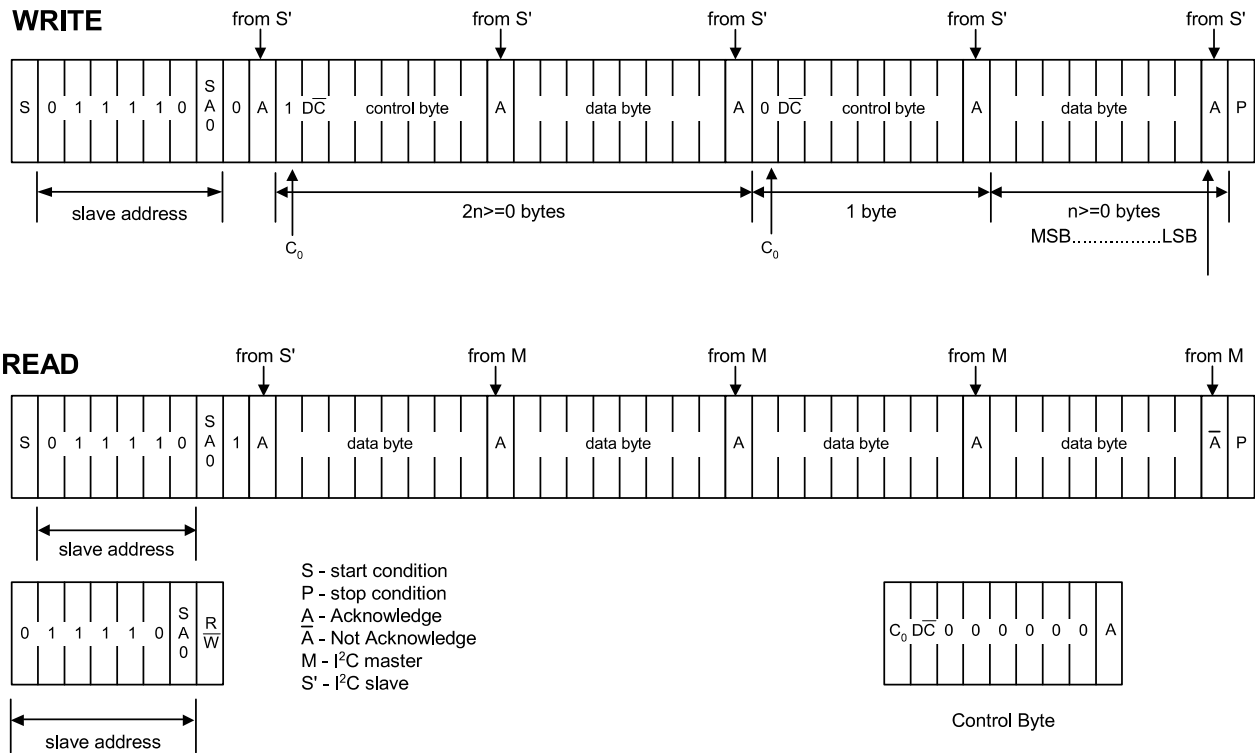 WRITE
from S' from S' from S' from S' from S'
S 0 1 1 1 1 0 SA0 0 A 1 DC̅ control byte A data byte A 0 DC̅ control byte A data byte A P
slave address 2n>=0 bytes 1 byte n>=0 bytes
MSB.................LSB
C₀ C₀
READ
from S' from M from M from M from M
S 0 1 1 1 1 0 SA0 1 A data byte A data byte A data byte A data byte A̅ P
slave address
0 1 1 1 1 0 SA0 R/W̅
slave address
S - start condition
P - stop condition
A - Acknowledge
A̅ - Not Acknowledge
M - I²C master
S' - I²C slave
C₀ DC̅ 0 0 0 0 0 0 A
Control Byte